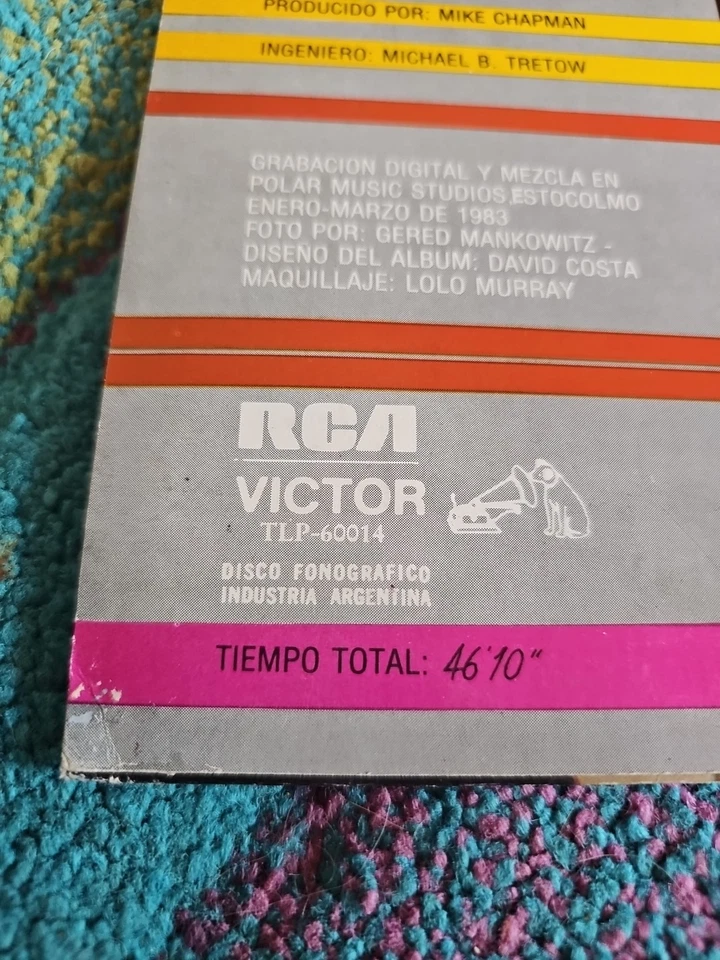 PRODUCIDO POR: MIKE CHAPMAN
INGENIERO: MICHAEL B. TRETOW
GRABACION DIGITAL Y MEZCLA EN
POLAR MUSIC STUDIOS,ESTOCOLMO
ENERO-MARZO DE 1983
FOTO POR: GERED MANKOWITZ -
DISENO DEL ALBUM: DAVID COSTA
MAQUILLAJE: LOLO MURRAY
RCA
VICTOR
TLP-60014
DISCO FONOGRAFICO
INDUSTRIA ARGENTINA
TIEMPO TOTAL: 46'10"